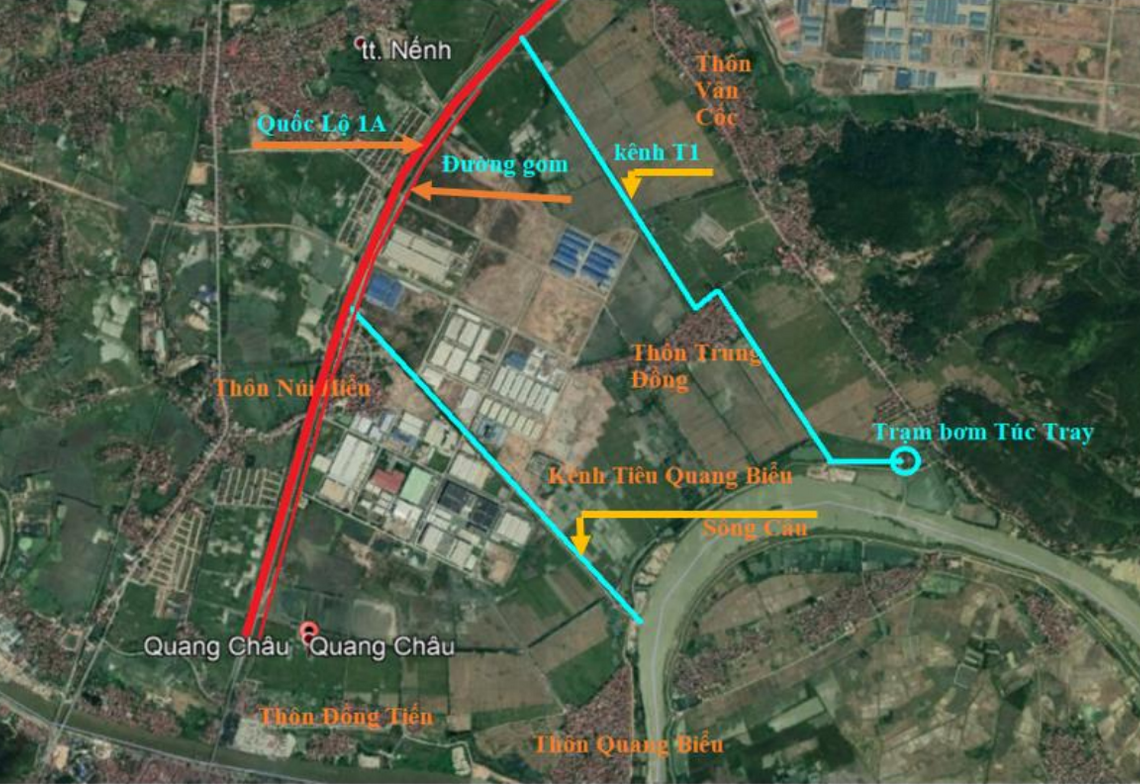 tt. Nếnh
Thôn
Vân
Cốc
Quốc Lộ 1A
Đường gom
kênh T1
Thôn Trung
Đồng
Thôn Núi Hiểu
Trạm bơm Túc Tray
Kênh Tiêu Quang Biểu
Sông Cầu
Quang Châu
Quang Châu
Thôn Đồng Tiến
Thôn Quang Biểu